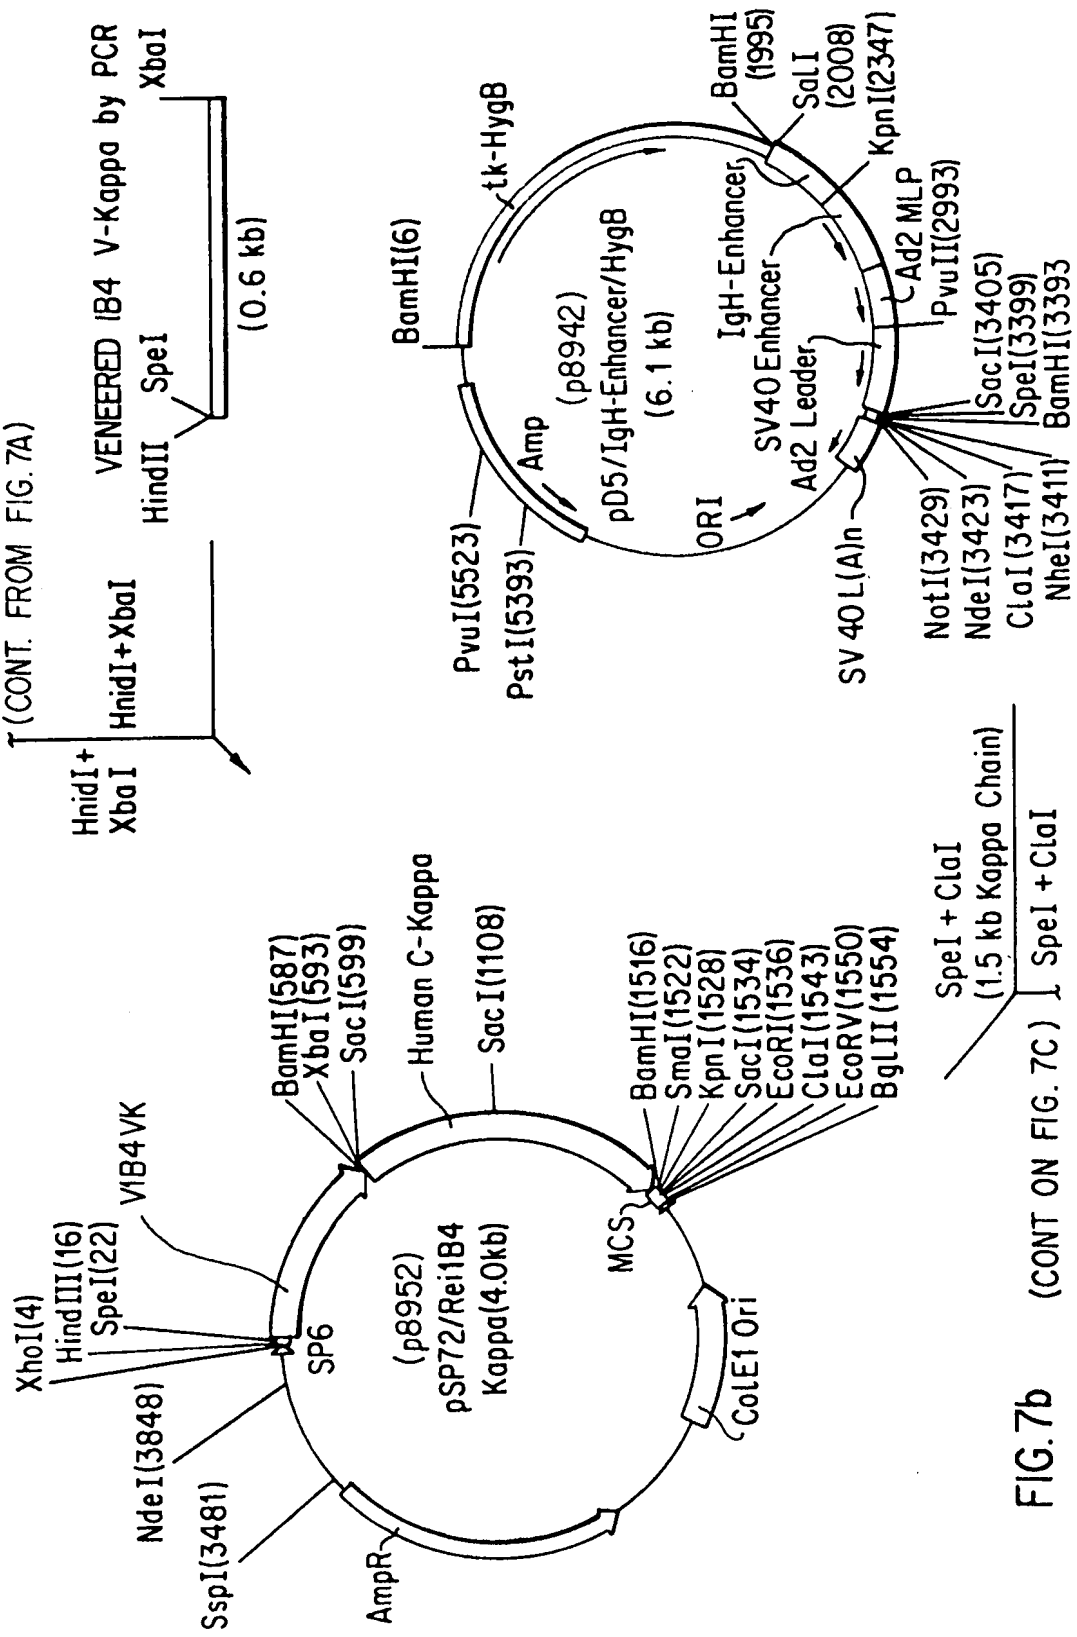 (CONT. FROM FIG. 7A)
HnidI+
XbaI
HnidI+XbaI
VENEERED 1B4 V-Kappa by PCR
HindII
SpeI
XbaI
(0.6 kb)
XhoI(4)
HindIII(16)
SpeI(22)
NdeI(3848)
SspI(3481)
V1B4VK
SP6
BamHI(587)
XbaI(593)
SacI(599)
Human C-Kappa
SacI(1108)
(p8952)
pSP72/Rei1B4
Kappa(4.0kb)
AmpR
MCS
ColE1 Ori
BamHI(1516)
SmaI(1522)
KpnI(1528)
SacI(1534)
EcoRI(1536)
ClaI(1543)
EcoRV(1550)
BglII(1554)
BamHI(6)
tk-HygB
PvuI(5523)
PstI(5393)
Amp
(p8942)
pD5/IgH-Enhancer/HygB
(6.1 kb)
ORI
IgH-Enhancer
SV40 Enhancer
Ad2 Leader
BamHI
(1995)
SalI
(2008)
KpnI(2347)
Ad2 MLP
PvuII(2993)
SV 40 L(A)n
SacI(3405)
SpeI(3399)
BamHI(3393
NotI(3429)
NdeI(3423)
ClaI(3417)
NheI(3411)
SpeI + ClaI
(1.5 kb Kappa Chain)
SpeI + ClaI
(CONT ON FIG. 7C)
FIG. 7b